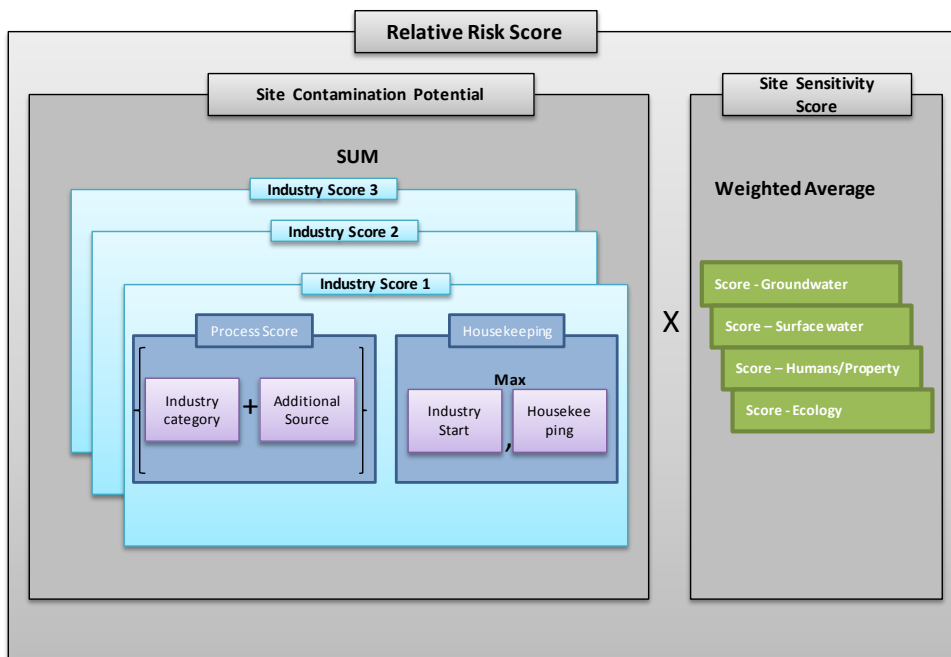 Relative Risk Score
Site Contamination Potential
Site Sensitivity
Score
SUM
Weighted Average
Industry Score 3
Industry Score 2
Industry Score 1
Process Score
Housekeeping
Industry
category
+
Additional
Source
Max
Industry
Start
,
Housekee
ping
X
Score - Groundwater
Score – Surface water
Score – Humans/Property
Score - Ecology